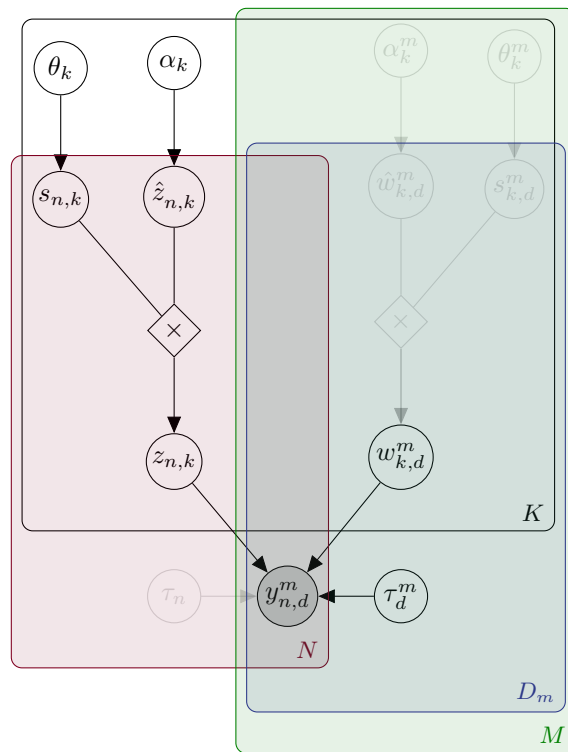 θ_k α_k α_k^m θ_k^m
s_{n,k} ẑ_{n,k} ŵ_{k,d}^m s_{k,d}^m
× ×
z_{n,k} w_{k,d}^m
K
τ_n y_{n,d}^m τ_d^m
N
D_m
M